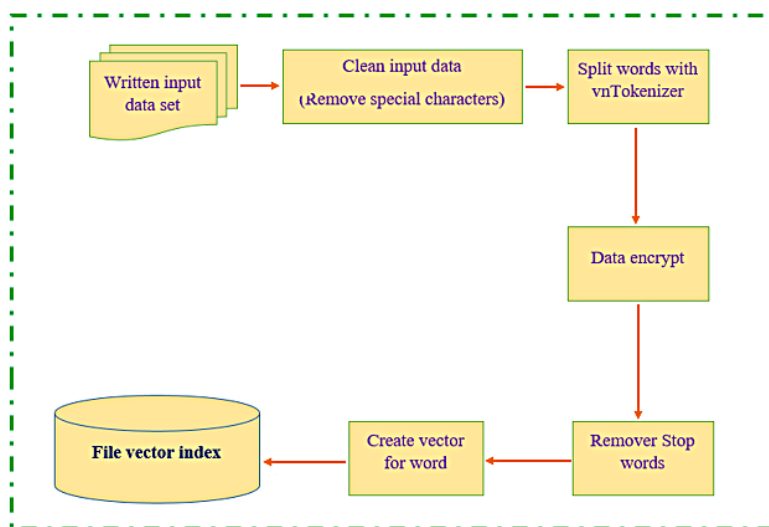 Written input
data set
Clean input data
(Remove special characters)
Split words with
vnTokenizer
Data encrypt
Remover Stop
words
Create vector
for word
File vector index